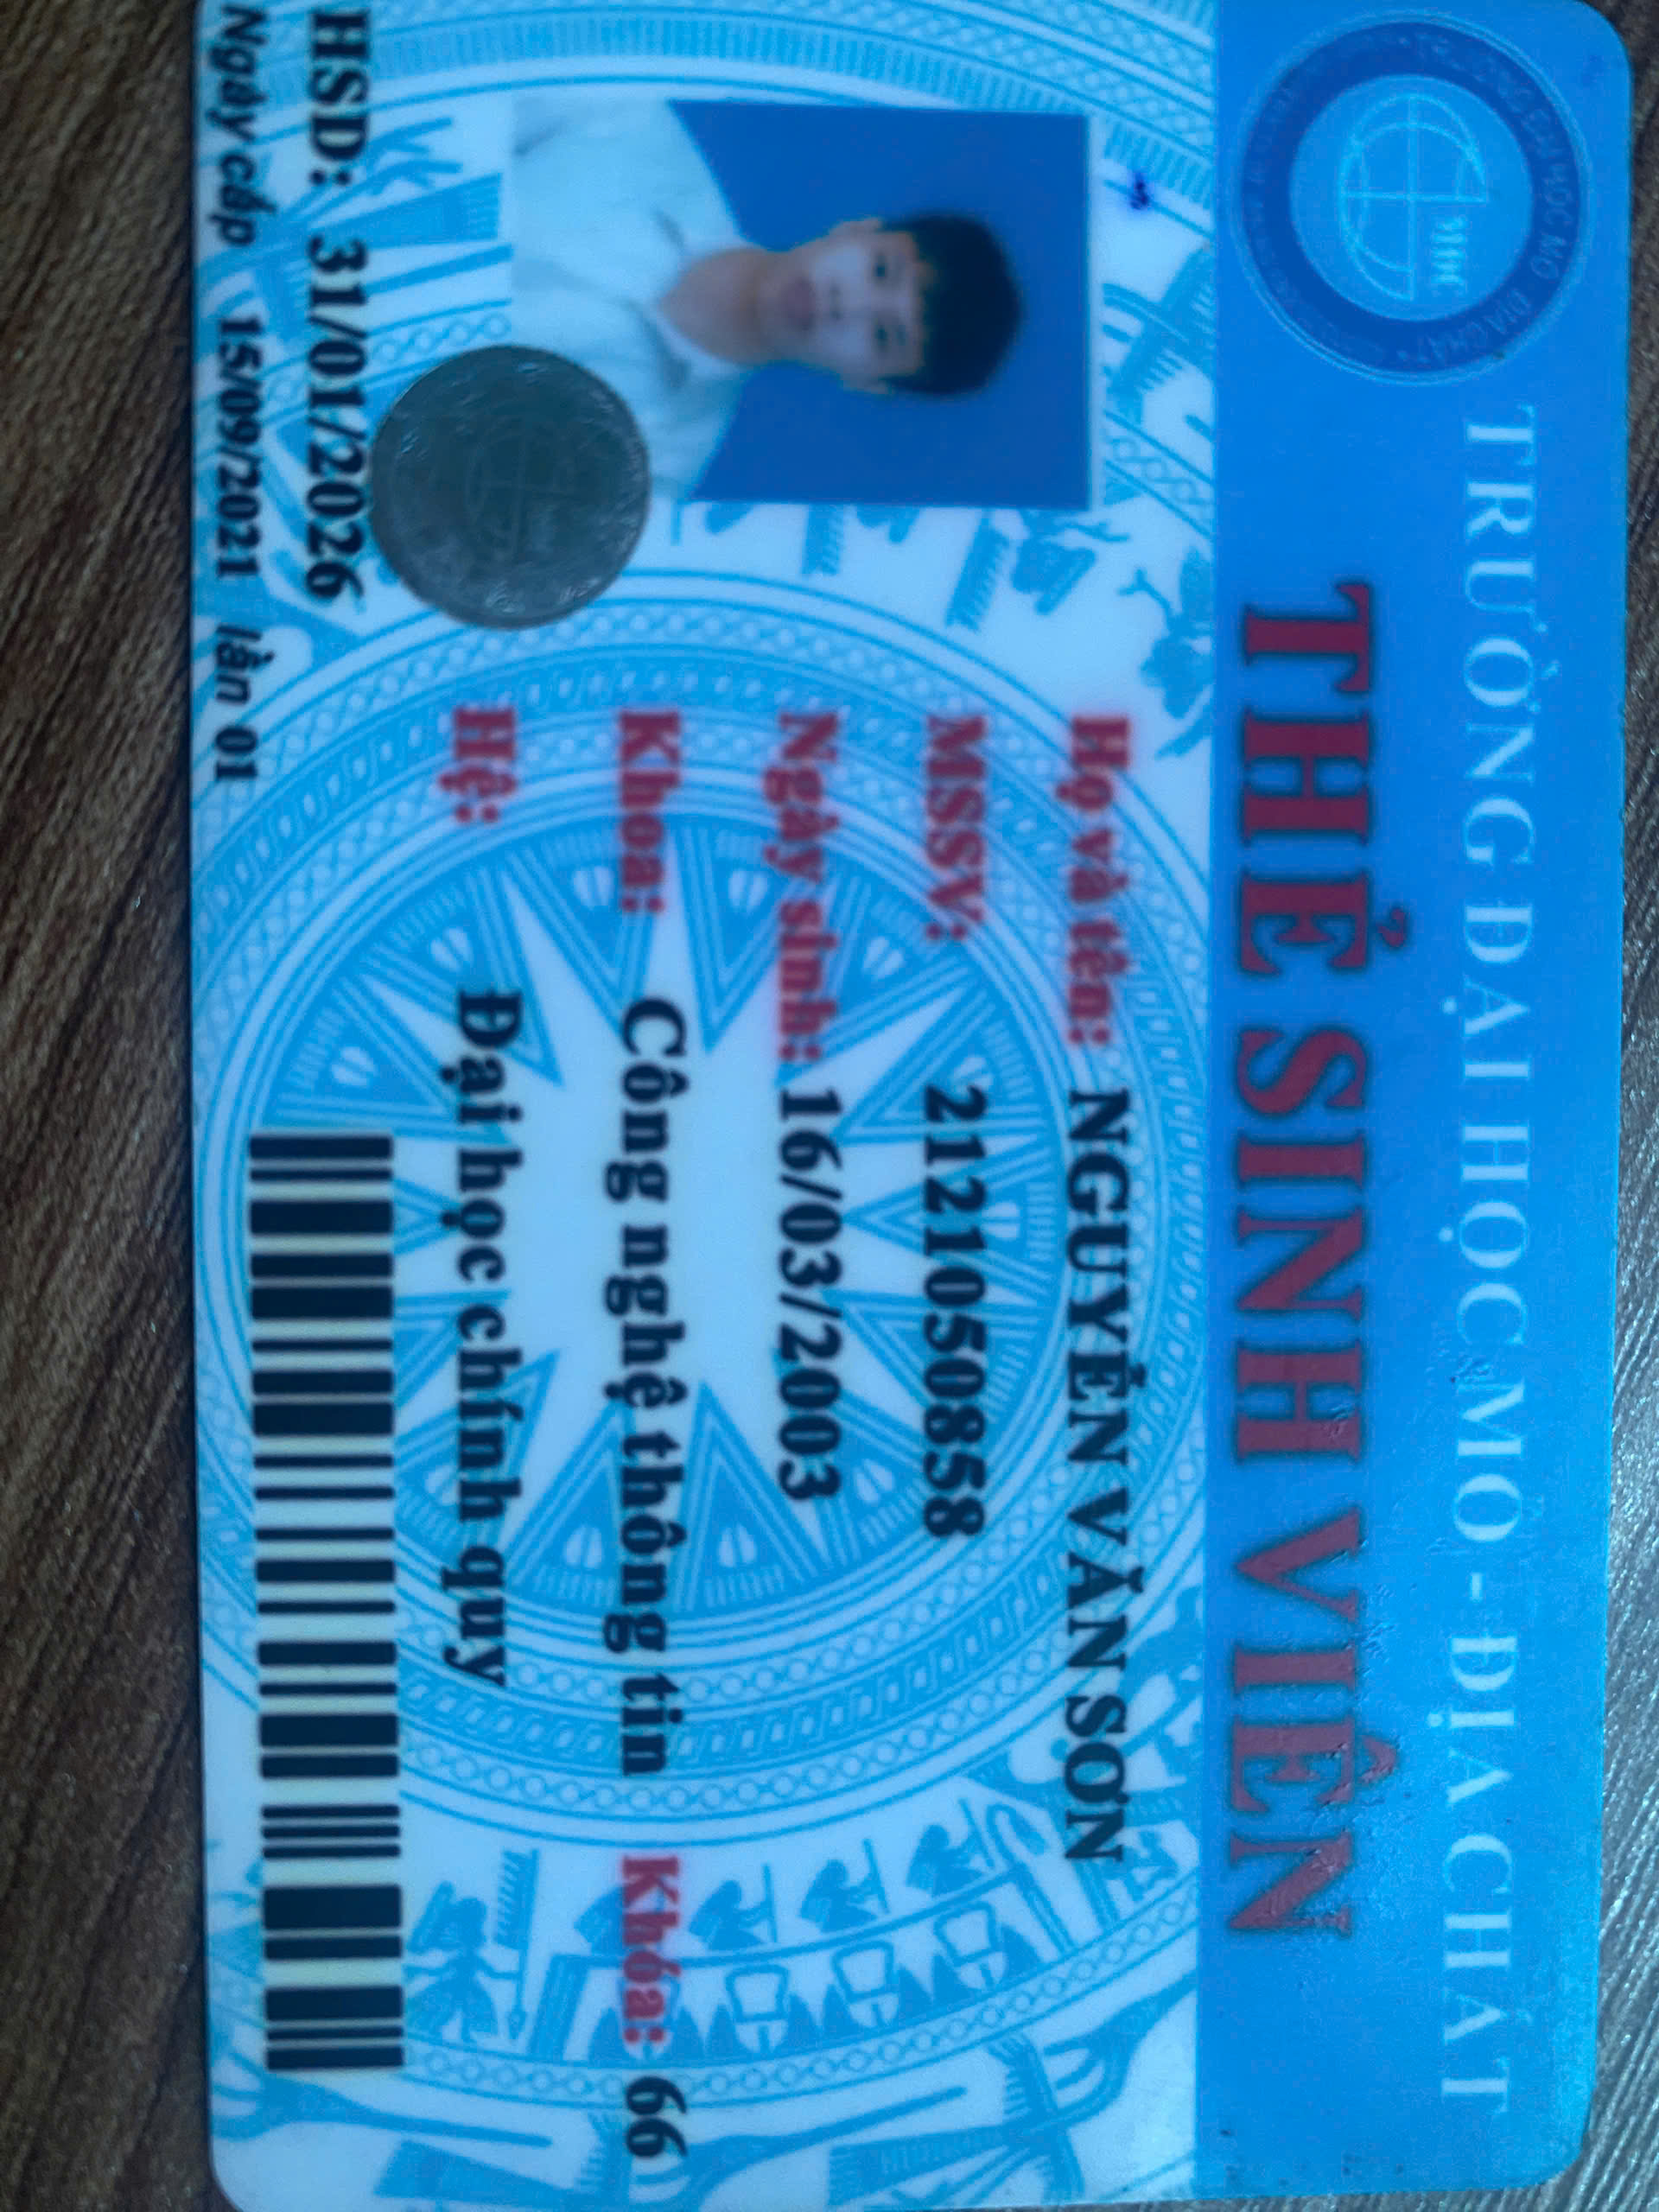 TRƯỜNG ĐẠI HỌC MỎ - ĐỊA CHẤT
THẺ SINH VIÊN
Họ và tên: NGUYỄN VĂN SƠN
MSSV: 2121050858
Ngày sinh: 16/03/2003
Khoa: Công nghệ thông tin Khóa: 66
Hệ: Đại học chính quy
HSD: 31/01/2026
Ngày cấp 15/09/2021 lần 01